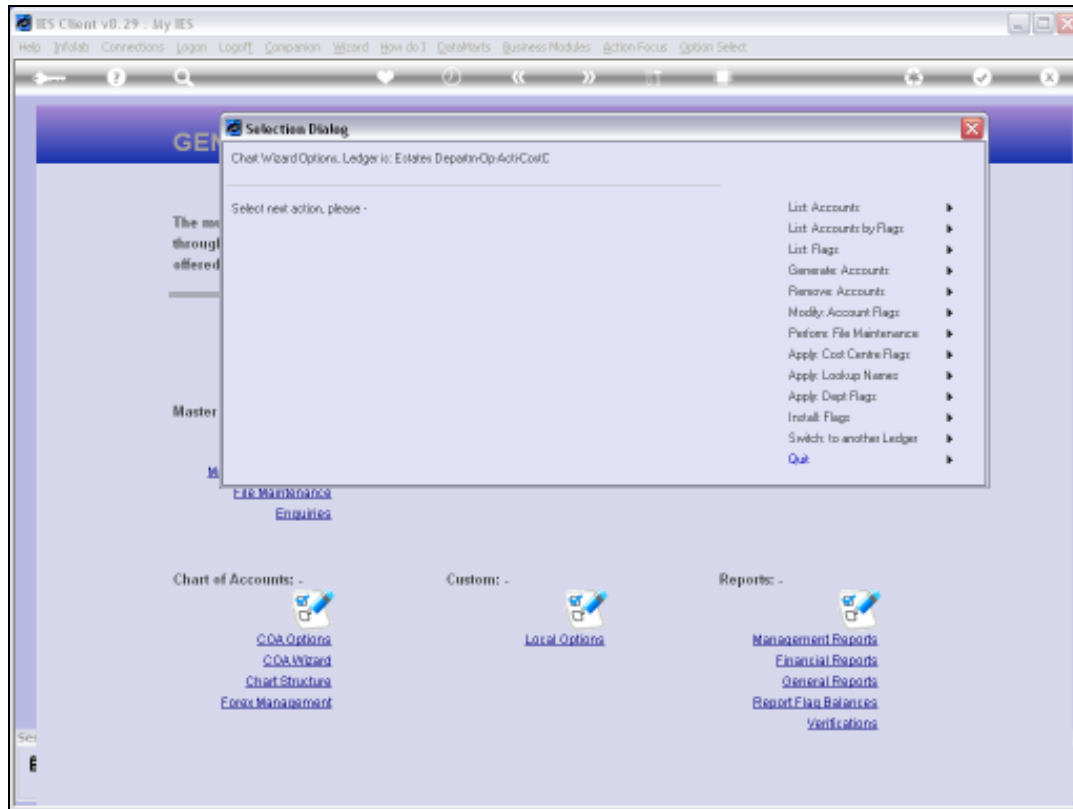 IES Client v0.29 : My IES
Help Infolab Connections Logon Logoff Companion Wizard How do I DataMarts Business Modules Action Focus Option Select
GEN
Selection Dialog
Chart Wizard Options. Ledger is: Estates Departm-Op-Acti-CostC
Select next action, please -
List: Accounts
List: Accounts by Flags
List: Flags
Generate: Accounts
Remove: Accounts
Modify: Account Flags
Perform: File Maintenance
Apply: Cost Centre Flags
Apply: Lookup Names
Apply: Dept Flags
Install: Flags
Switch: to another Ledger
Quit
The
through
offered
Master
M
File Maintenance
Enquiries
Chart of Accounts: -
COA Options
COA Wizard
Chart Structure
Forex Management
Custom: -
Local Options
Reports: -
Management Reports
Financial Reports
General Reports
Report Flag Balances
Verifications
Se